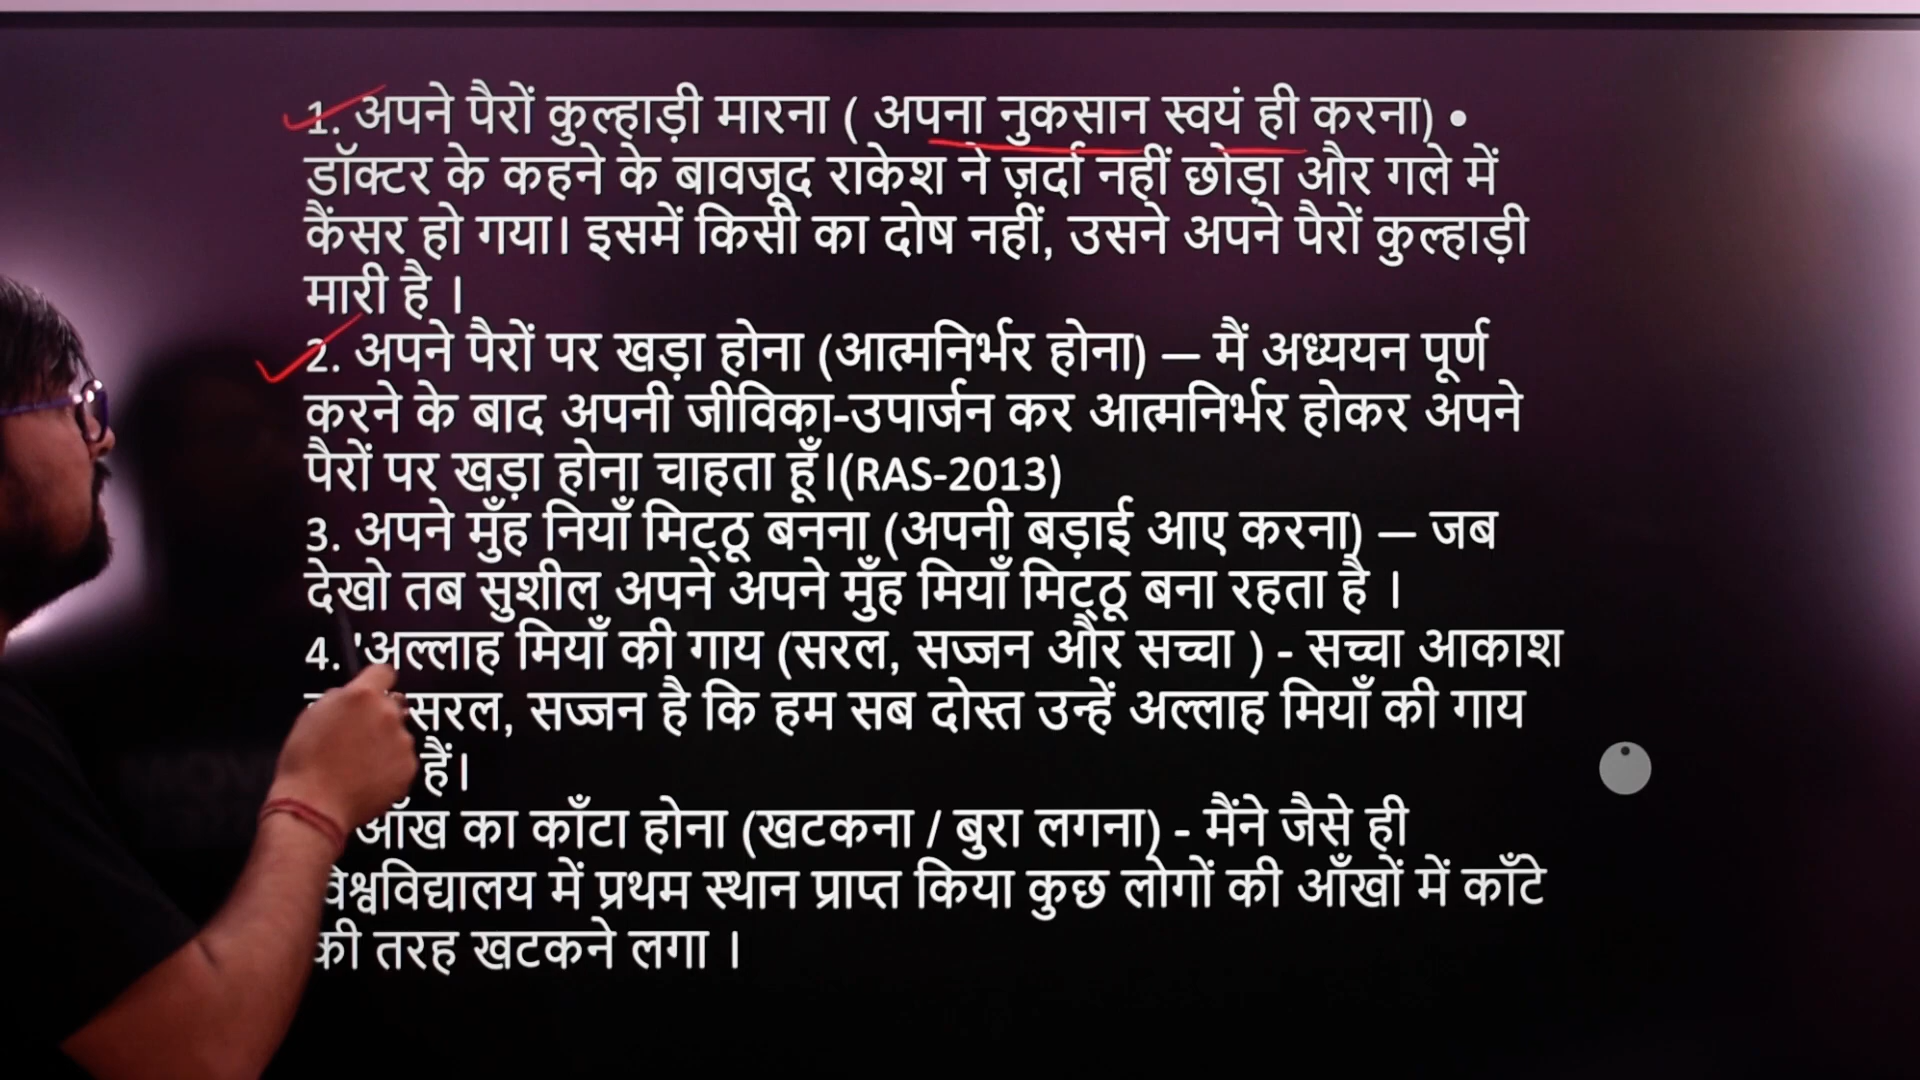 1. अपने पैरों कुल्हाड़ी मारना ( अपना नुकसान स्वयं ही करना) •
डॉक्टर के कहने के बावजूद राकेश ने ज़र्दा नहीं छोड़ा और गले में
कैंसर हो गया। इसमें किसी का दोष नहीं, उसने अपने पैरों कुल्हाड़ी
मारी है ।
2. अपने पैरों पर खड़ा होना (आत्मनिर्भर होना) — मैं अध्ययन पूर्ण
करने के बाद अपनी जीविका-उपार्जन कर आत्मनिर्भर होकर अपने
पैरों पर खड़ा होना चाहता हूँ।(RAS-2013)
3. अपने मुँह नियाँ मिट्ठू बनना (अपनी बड़ाई आए करना) — जब
देखो तब सुशील अपने अपने मुँह मियाँ मिट्ठू बना रहता है ।
4. 'अल्लाह मियाँ की गाय (सरल, सज्जन और सच्चा ) - सच्चा आकाश
सरल, सज्जन है कि हम सब दोस्त उन्हें अल्लाह मियाँ की गाय
हैं।
आँख का काँटा होना (खटकना / बुरा लगना) - मैंने जैसे ही
विश्वविद्यालय में प्रथम स्थान प्राप्त किया कुछ लोगों की आँखों में काँटे
की तरह खटकने लगा ।